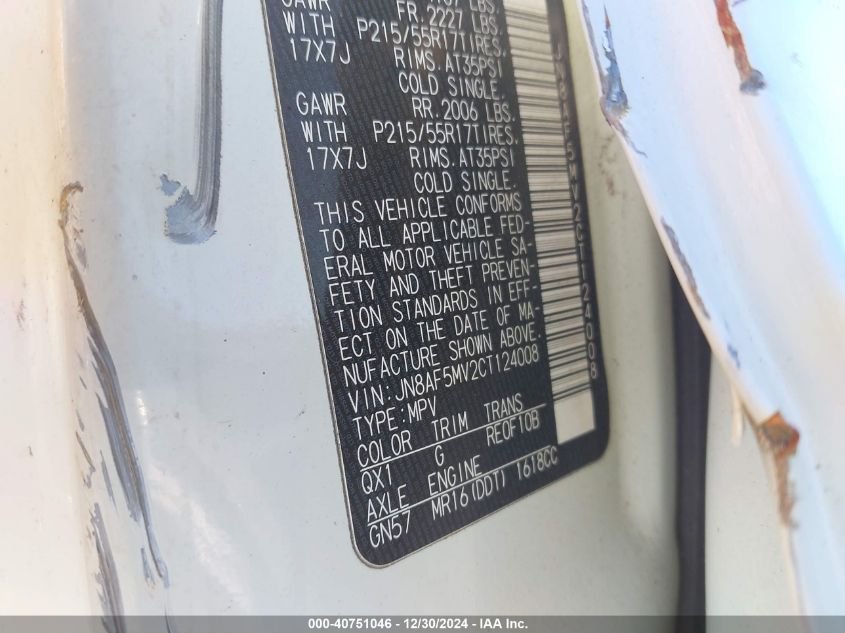 GAWR FR. 2227 LBS.
WITH P215/55R17TIRES.
17X7J RIMS. AT35PSI
COLD SINGLE.
GAWR RR. 2006 LBS.
WITH P215/55R17TIRES.
17X7J RIMS. AT35PSI
COLD SINGLE.
THIS VEHICLE CONFORMS
TO ALL APPLICABLE FED-
ERAL MOTOR VEHICLE SA-
FETY AND THEFT PREVEN-
TION STANDARDS IN EFF-
ECT ON THE DATE OF MA-
NUFACTURE SHOWN ABOVE.
VIN:JN8AF5MV2CT124008
TYPE:MPV
COLOR TRIM TRANS
QX1 G RE0F10B
AXLE ENGINE
GN57 MR16(DDT) 1618CC
JN8AF5MV2CT124008
000-40751046 - 12/30/2024 - IAA Inc.